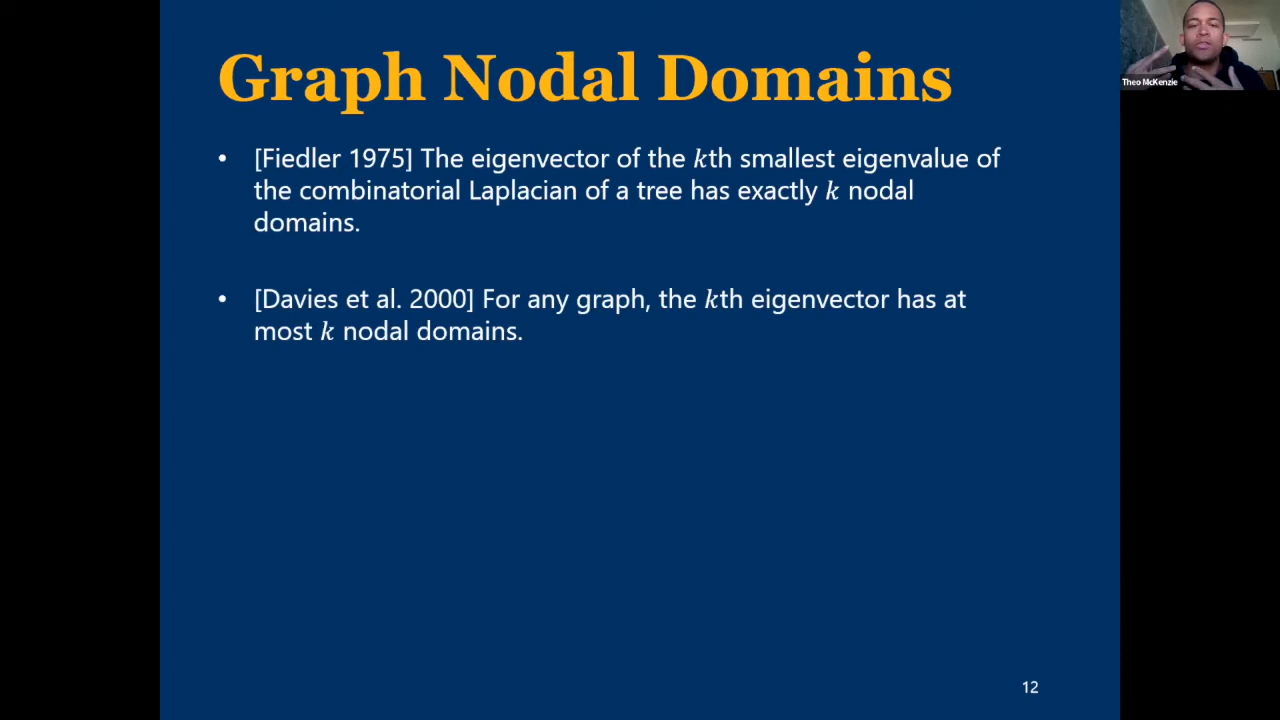 Graph Nodal Domains
• [Fiedler 1975] The eigenvector of the kth smallest eigenvalue of
the combinatorial Laplacian of a tree has exactly k nodal
domains.
• [Davies et al. 2000] For any graph, the kth eigenvector has at
most k nodal domains.
Theo McKenzie
12